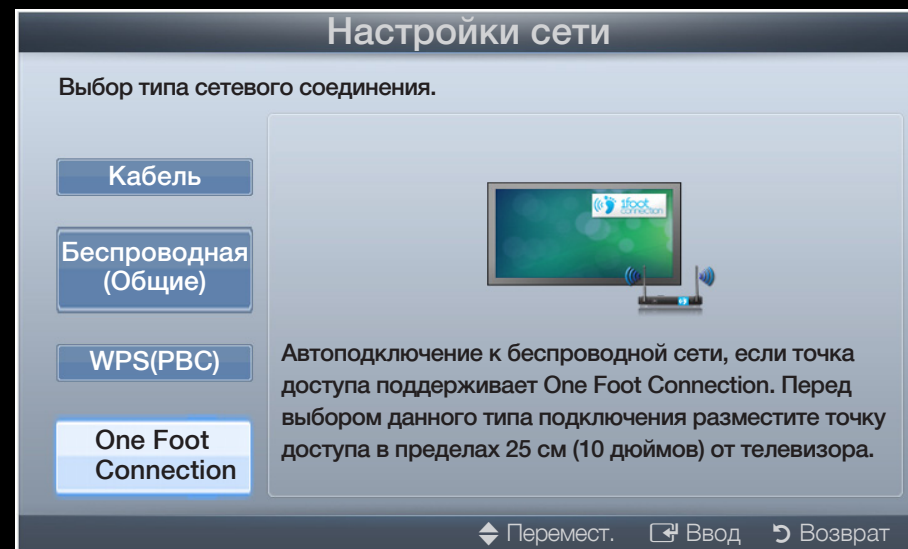 Настройки сети
Выбор типа сетевого соединения.
Кабель
Беспроводная
(Общие)
WPS(PBC)
One Foot
Connection
1foot
connection
Автоподключение к беспроводной сети, если точка
доступа поддерживает One Foot Connection. Перед
выбором данного типа подключения разместите точку
доступа в пределах 25 см (10 дюймов) от телевизора.
Перемест. Ввод Возврат